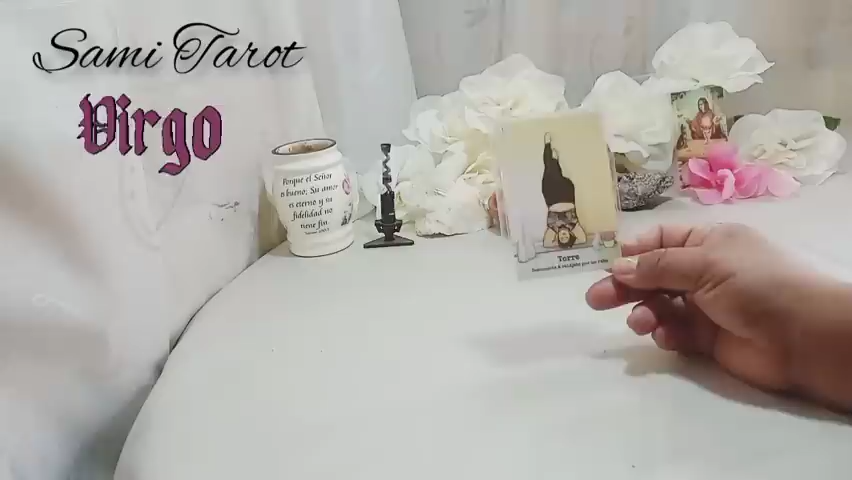 Sami Tarot
Virgo
Porque el Señor
es bueno; Su amor
es eterno y su
fidelidad no
tiene fin.
Torre